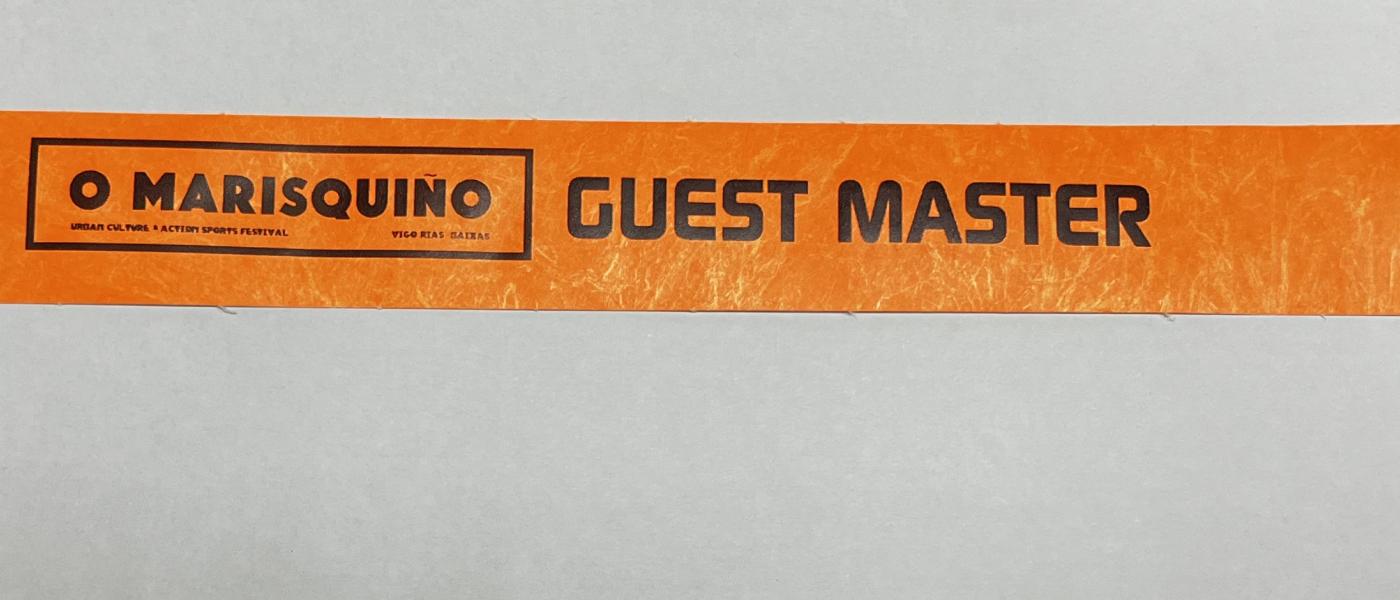 O MARISQUIÑO
URBAN CULTURE & ACTION SPORTS FESTIVAL
VIGO RIAS BAIXAS
GUEST MASTER